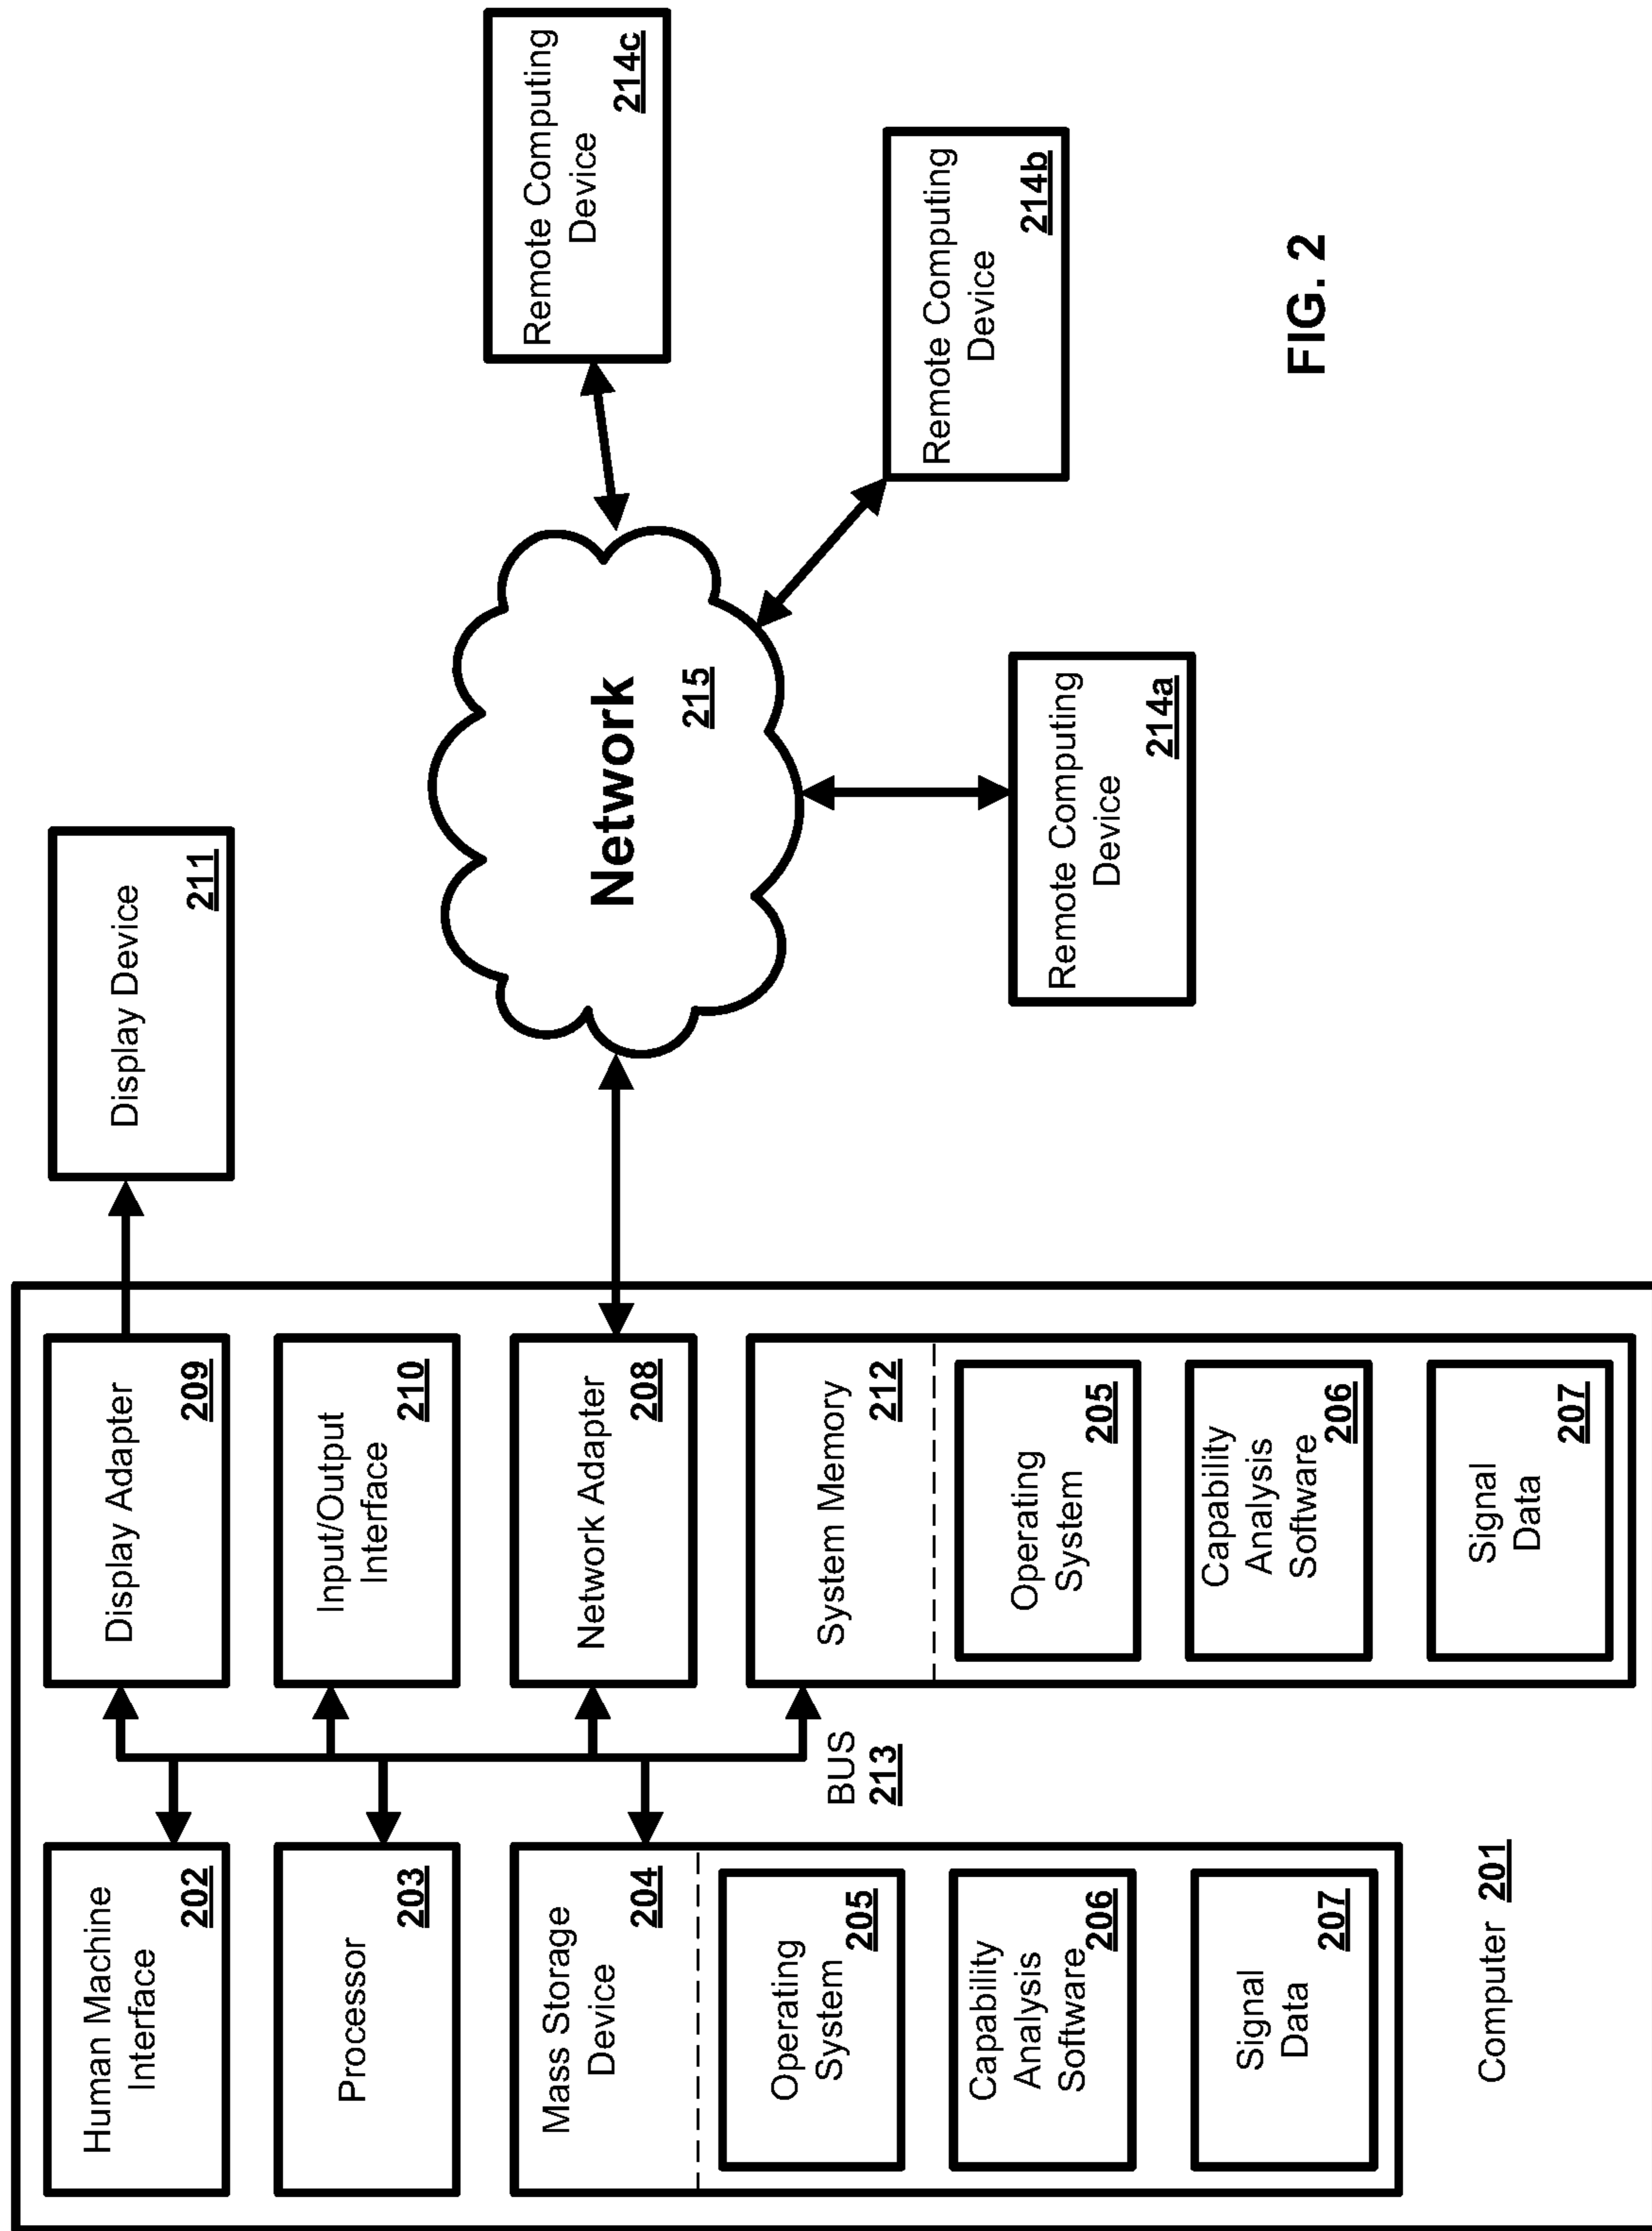 Human Machine
Interface
202
Processor
203
Mass Storage
Device
204
Operating
System
205
Capability
Analysis
Software
206
Signal
Data
207
Computer 201
BUS
213
Display Adapter
209
Input/Output
Interface
210
Network Adapter
208
System Memory
212
Operating
System
205
Capability
Analysis
Software
206
Signal
Data
207
Display Device
211
Network
215
Remote Computing
Device
214a
Remote Computing
Device
214b
Remote Computing
Device
214c
FIG. 2